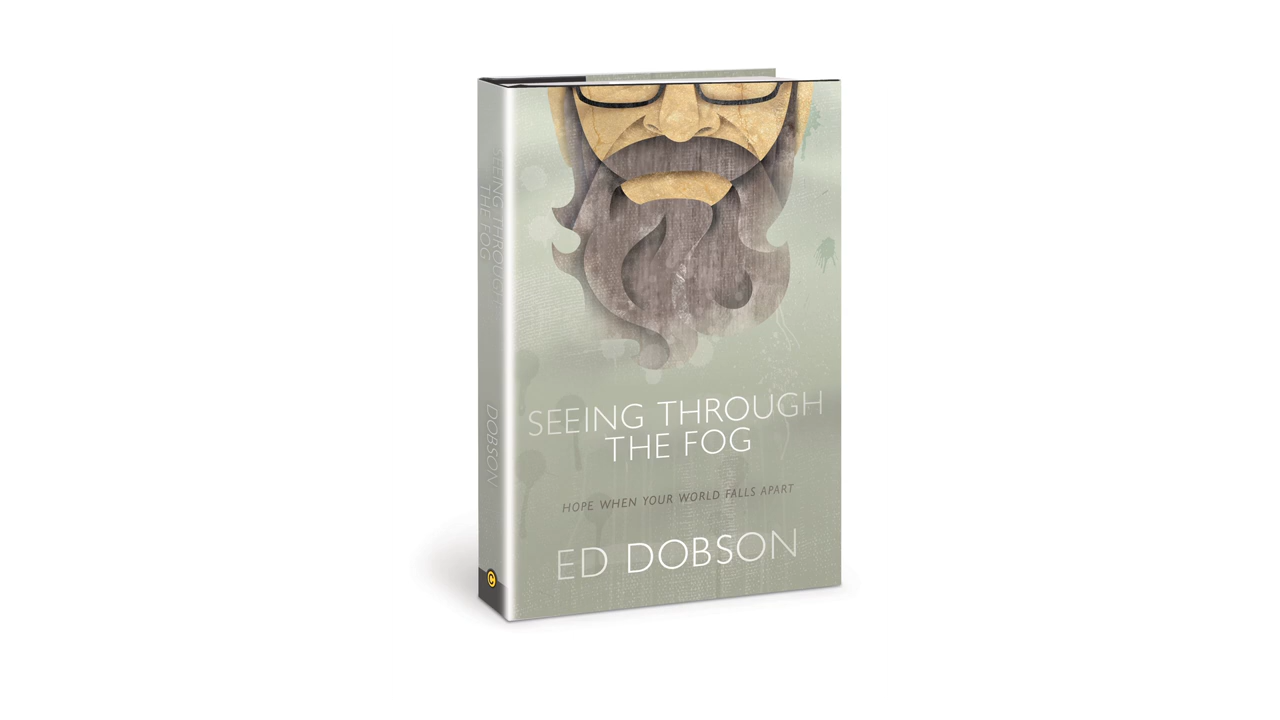 SEEING THROUGH
THE FOG
DOBSON
C
SEEING THROUGH
THE FOG
HOPE WHEN YOUR WORLD FALLS APART
ED DOBSON